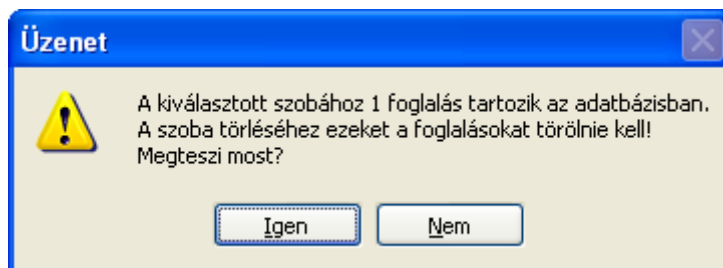 Üzenet
A kiválasztott szobához 1 foglalás tartozik az adatbázisban.
A szoba törléséhez ezeket a foglalásokat törölnie kell!
Megteszi most?
Igen
Nem